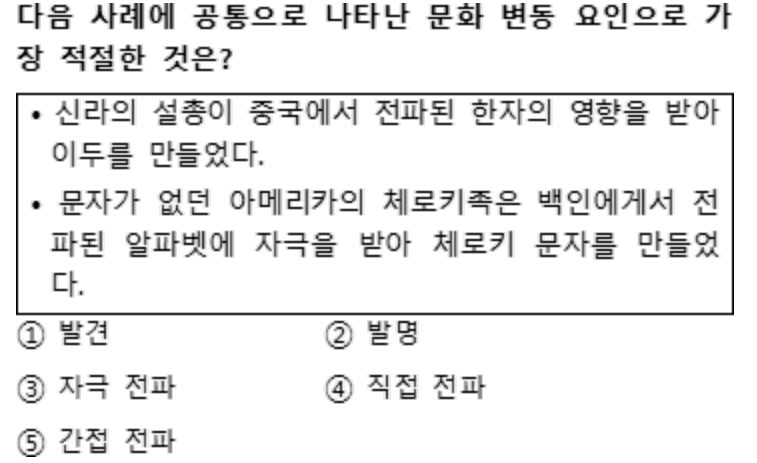 다음 사례에 공통으로 나타난 문화 변동 요인으로 가
장 적절한 것은?
• 신라의 설총이 중국에서 전파된 한자의 영향을 받아
이두를 만들었다.
• 문자가 없던 아메리카의 체로키족은 백인에게서 전
파된 알파벳에 자극을 받아 체로키 문자를 만들었
다.
① 발견 ② 발명
③ 자극 전파 ④ 직접 전파
⑤ 간접 전파